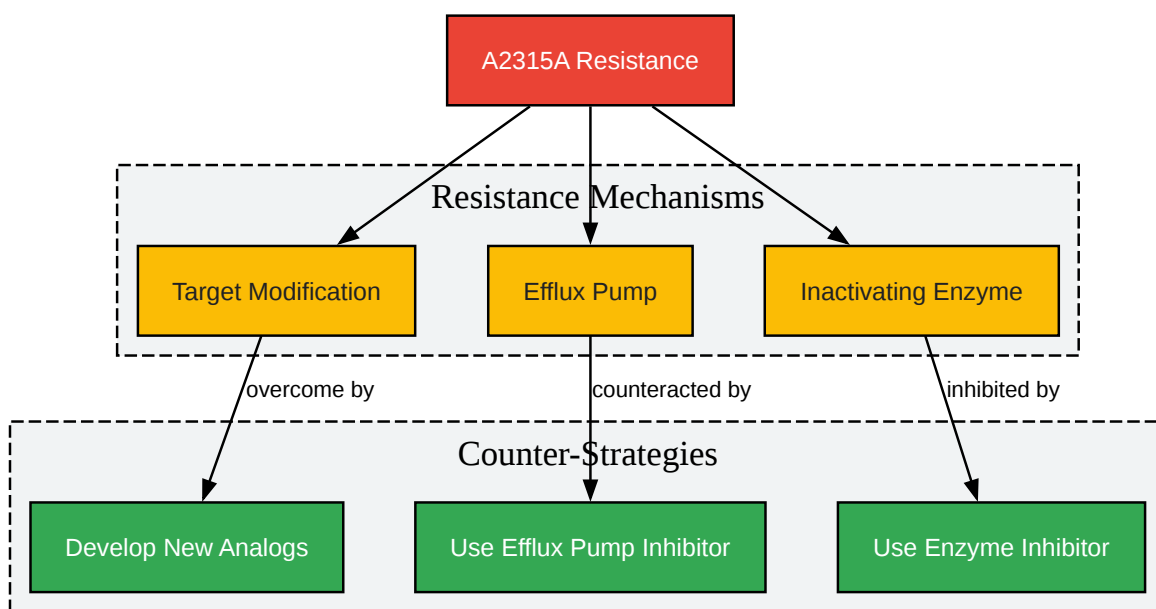 A2315A Resistance
Resistance Mechanisms
Target Modification
Efflux Pump
Inactivating Enzyme
overcome by
counteracted by
inhibited by
Counter-Strategies
Develop New Analogs
Use Efflux Pump Inhibitor
Use Enzyme Inhibitor